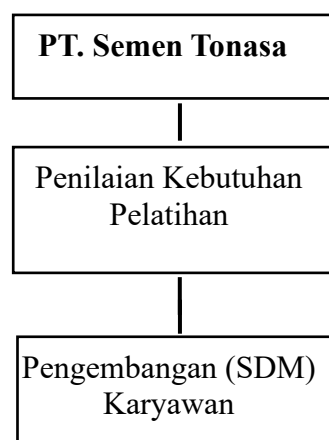 PT. Semen Tonasa
Penilaian Kebutuhan
Pelatihan
Pengembangan (SDM)
Karyawan